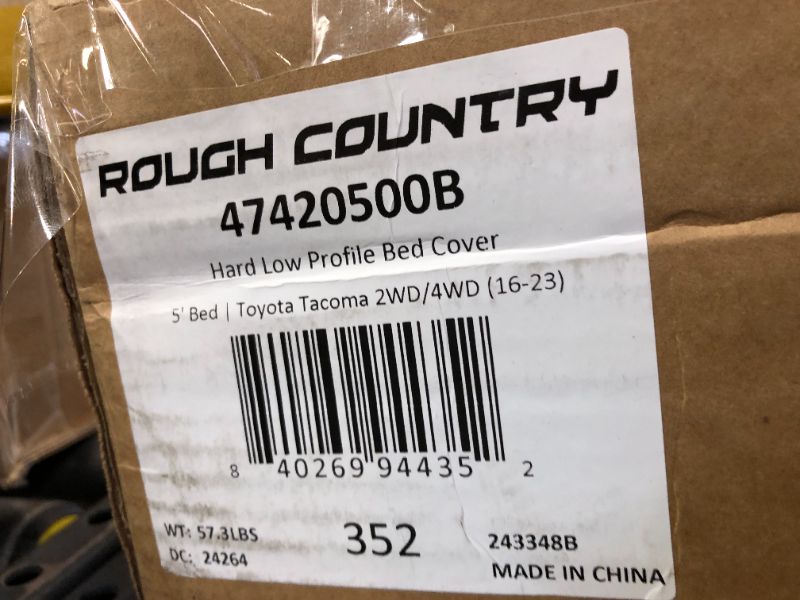 ROUGH COUNTRY
47420500B
Hard Low Profile Bed Cover
5' Bed | Toyota Tacoma 2WD/4WD (16-23)
8 40269 94435 2
WT: 57.3LBS
DC: 24264
352
243348B
MADE IN CHINA